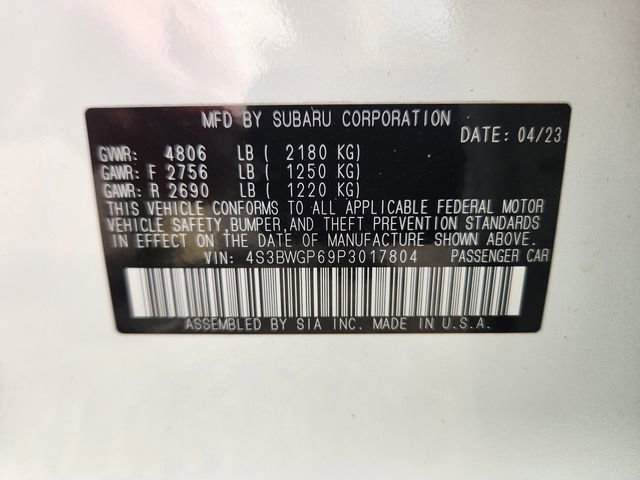 MFD BY SUBARU CORPORATION
DATE: 04/23
GVWR: 4806 LB ( 2180 KG)
GAWR: F 2756 LB ( 1250 KG)
GAWR: R 2690 LB ( 1220 KG)
THIS VEHICLE CONFORMS TO ALL APPLICABLE FEDERAL MOTOR
VEHICLE SAFETY, BUMPER, AND THEFT PREVENTION STANDARDS
IN EFFECT ON THE DATE OF MANUFACTURE SHOWN ABOVE.
VIN: 4S3BWGP69P3017804 PASSENGER CAR
ASSEMBLED BY SIA INC. MADE IN U.S.A.